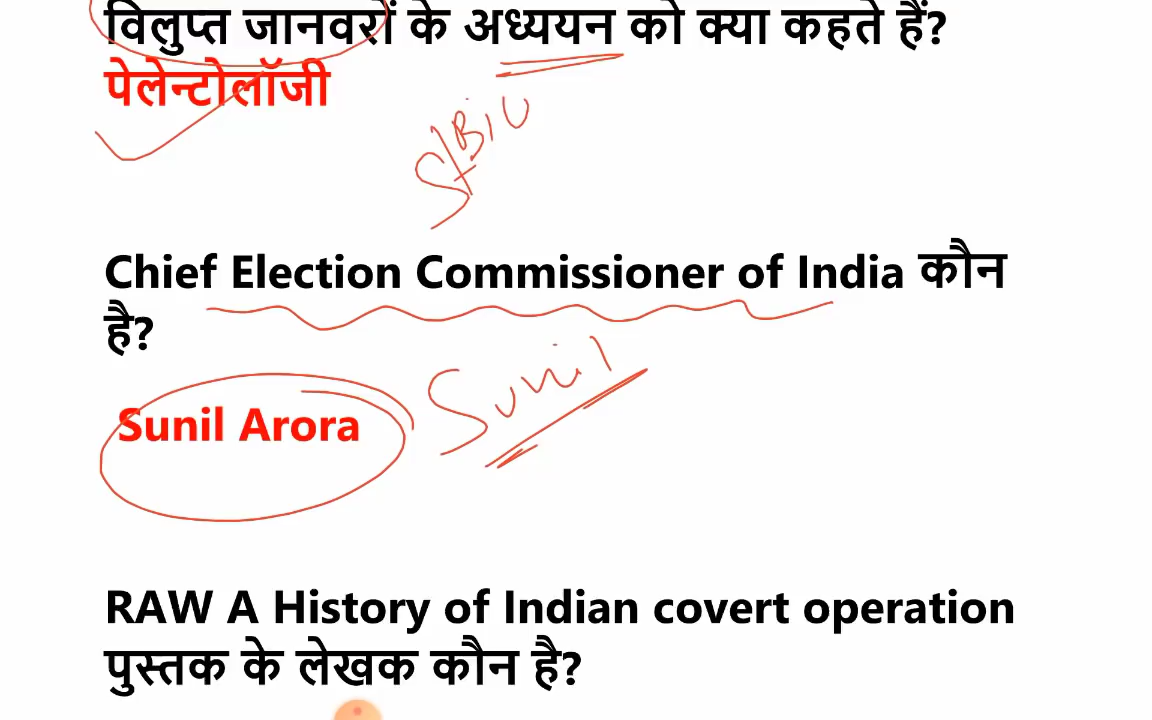 विलुप्त जानवरों के अध्ययन को क्या कहते हैं?
पेलेन्टोलॉजी
Chief Election Commissioner of India कौन
है?
Sunil Arora
Sunil
RAW A History of Indian covert operation
पुस्तक के लेखक कौन है?